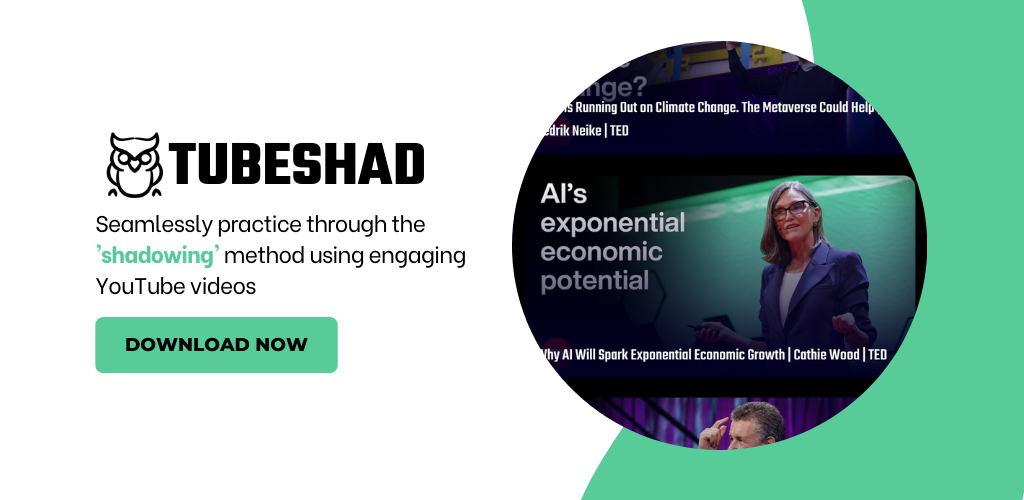 TUBESHAD
Seamlessly practice through the
'shadowing' method using engaging
YouTube videos
DOWNLOAD NOW
Running Out on Climate Change. The Metaverse Could Help
Neike | TED
AI's
exponential
economic
potential
Why AI Will Spark Exponential Economic Growth | Cathie Wood | TED